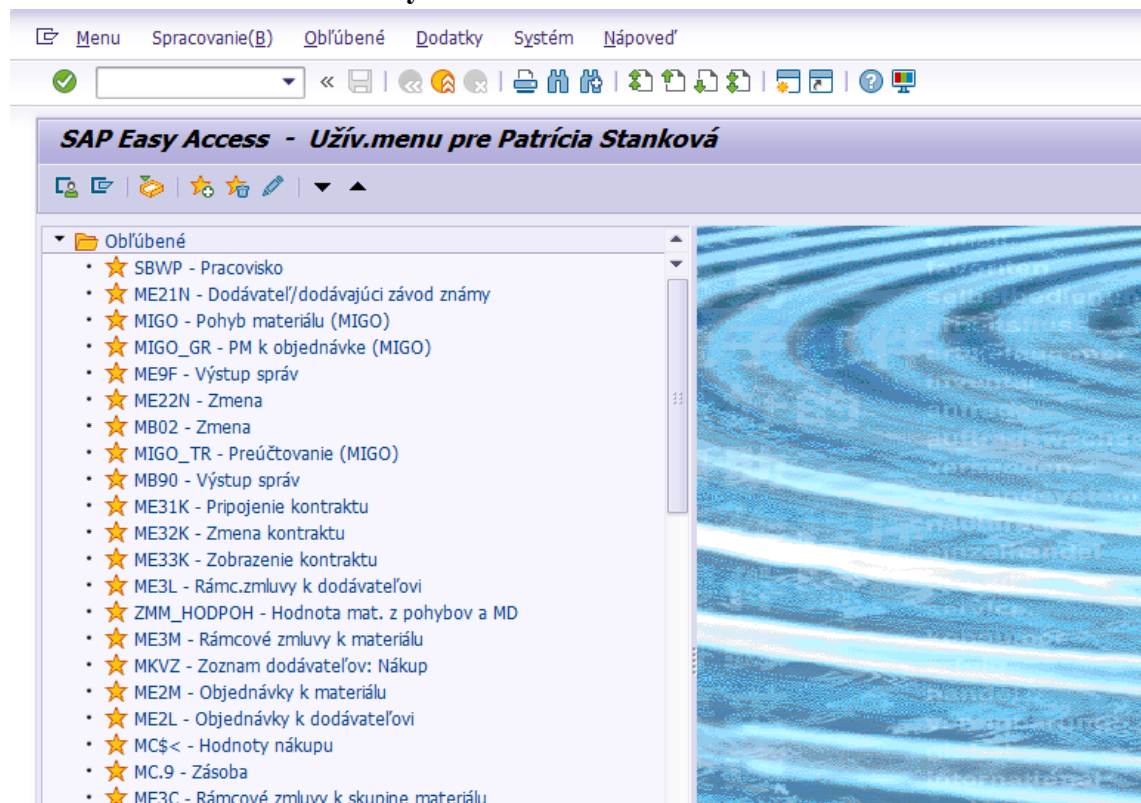 Menu Spracovanie(B) Obľúbené Dodatky Systém Nápoveď
SAP Easy Access - Užív.menu pre Patrícia Stanková
Obľúbené
SBWP - Pracovisko
ME21N - Dodávateľ/dodávajúci závod známy
MIGO - Pohyb materiálu (MIGO)
MIGO_GR - PM k objednávke (MIGO)
ME9F - Výstup správ
ME22N - Zmena
MB02 - Zmena
MIGO_TR - Preúčtovanie (MIGO)
MB90 - Výstup správ
ME31K - Pripojenie kontraktu
ME32K - Zmena kontraktu
ME33K - Zobrazenie kontraktu
ME3L - Rámc.zmluvy k dodávateľovi
ZMM_HODPOH - Hodnota mat. z pohybov a MD
ME3M - Rámcové zmluvy k materiálu
MKVZ - Zoznam dodávateľov: Nákup
ME2M - Objednávky k materiálu
ME2L - Objednávky k dodávateľovi
MC$< - Hodnoty nákupu
MC.9 - Zásoba
ME3C - Rámcové zmluvy k skupine materiálu